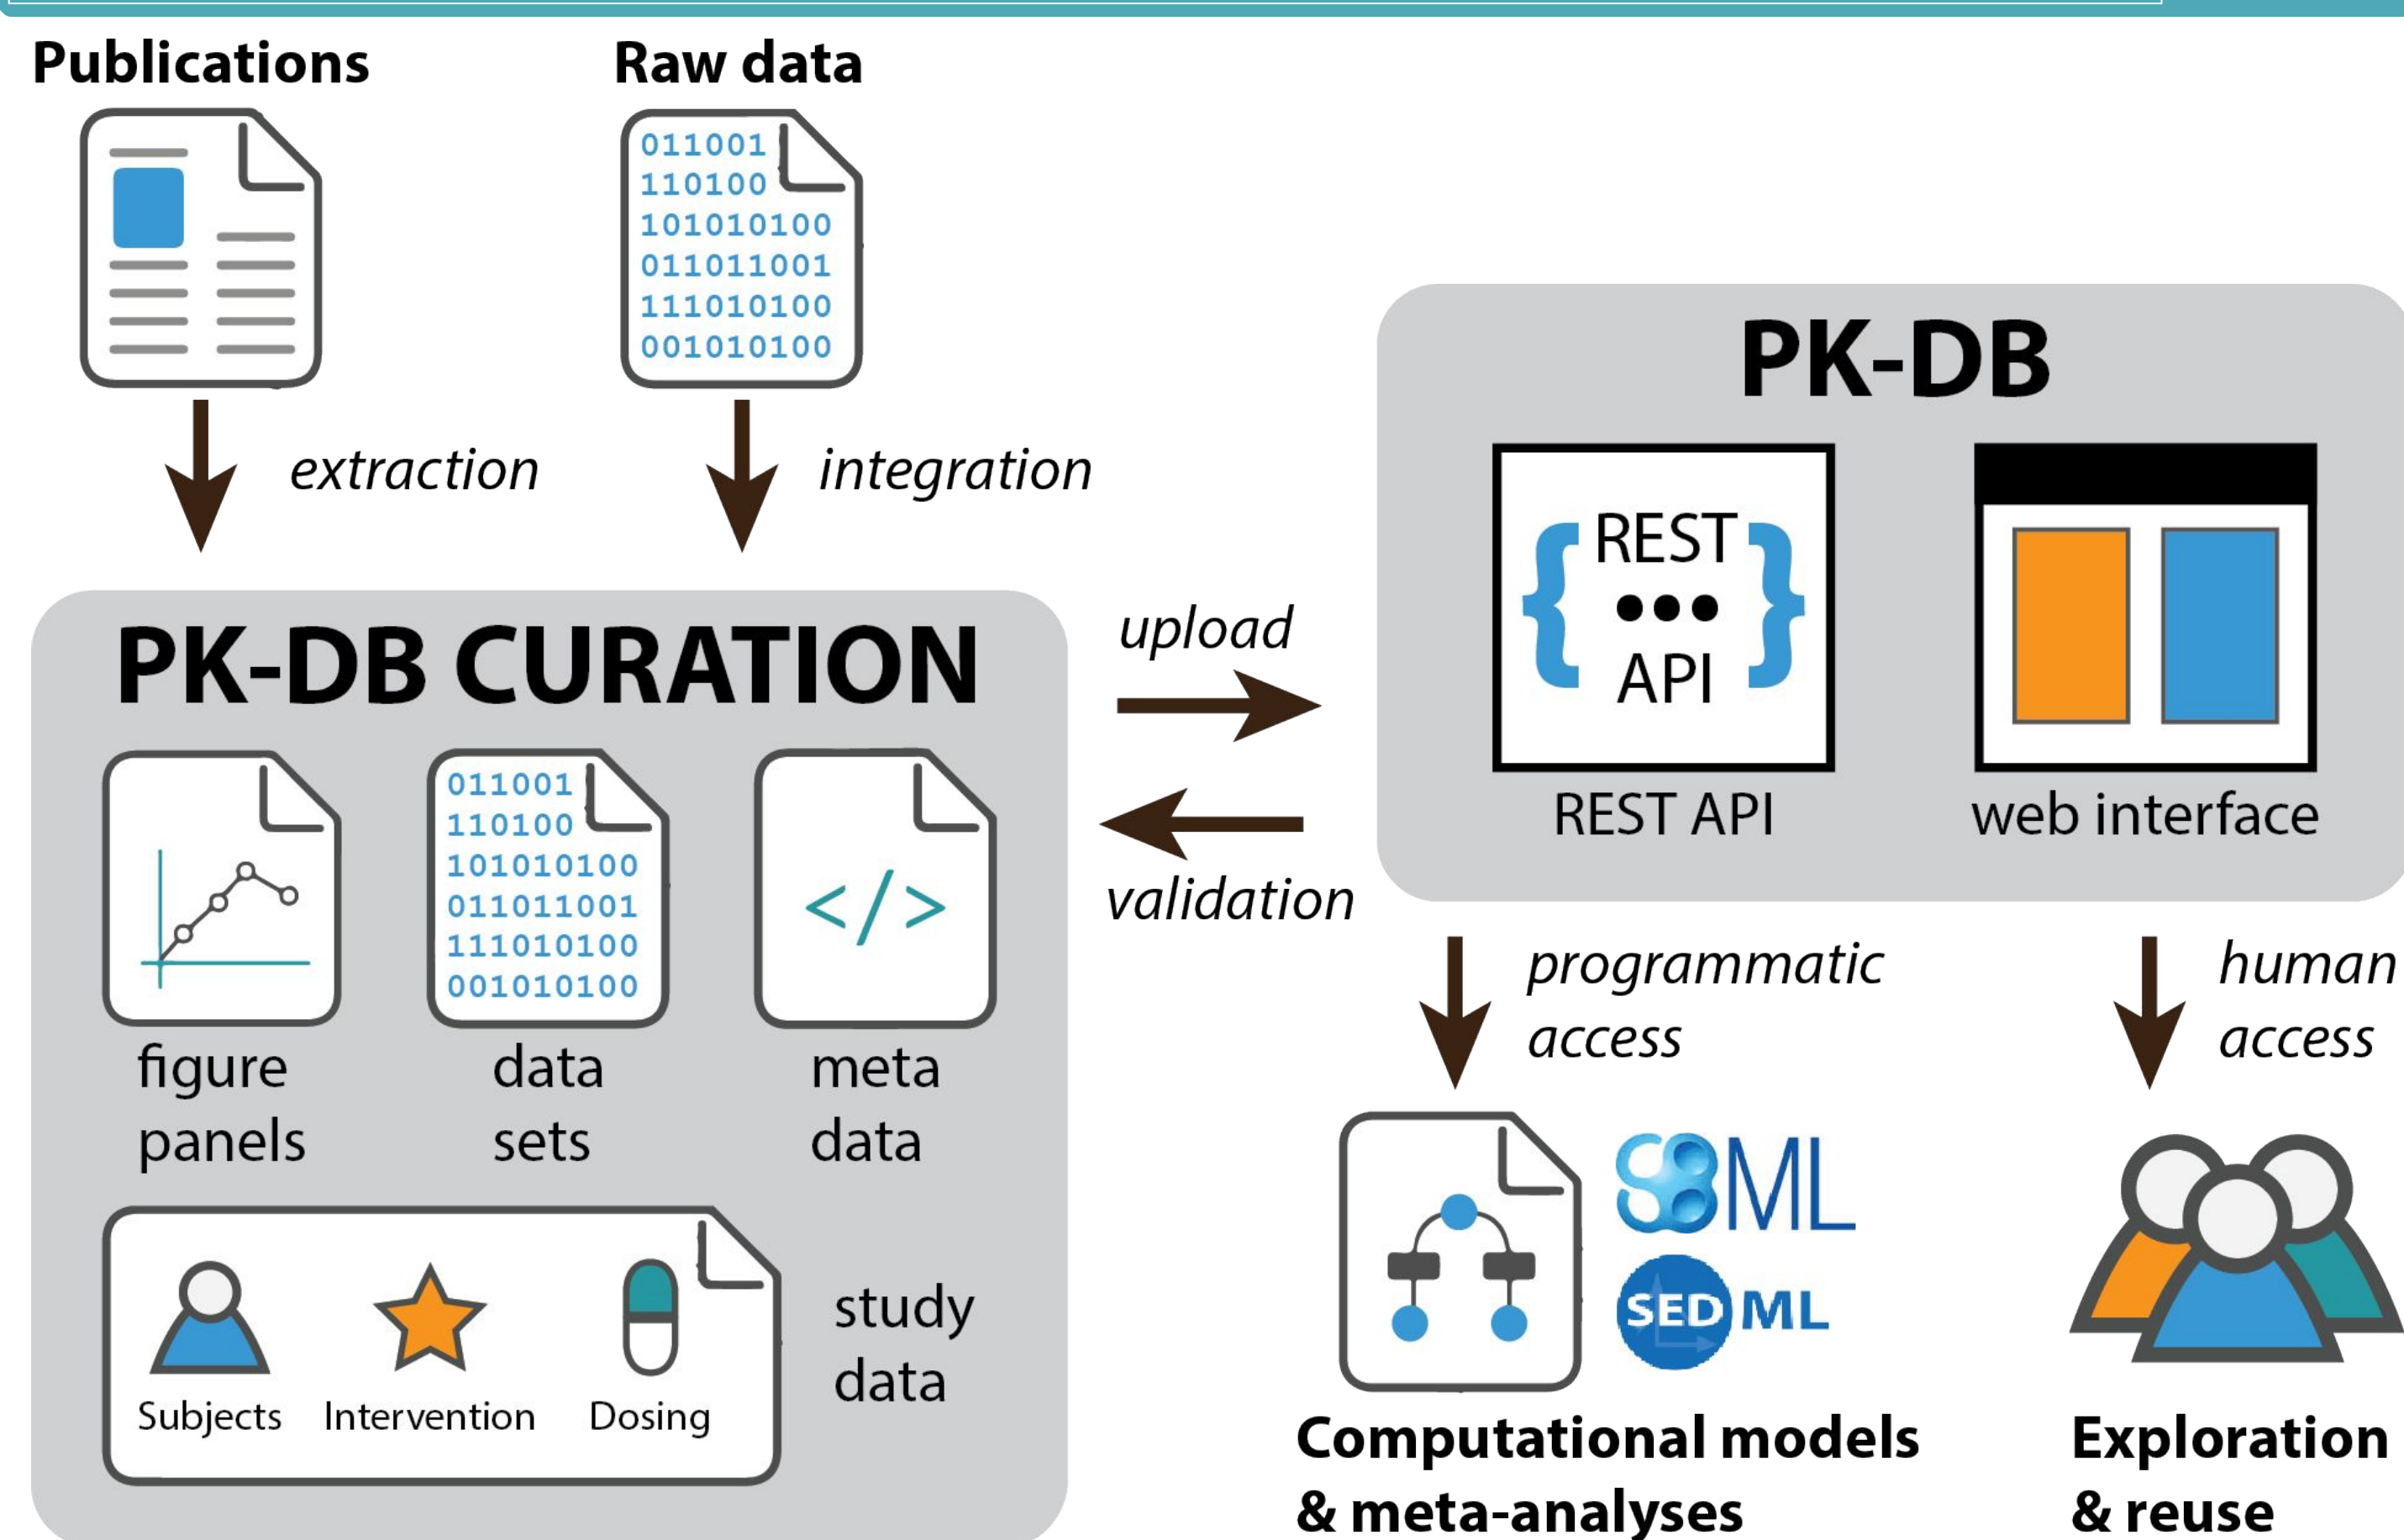 Publications
Raw data
011001
110100
101010100
011011001
111010100
001010100
extraction
integration
PK-DB CURATION
011001
110100
101010100
011011001
111010100
001010100
</>
figure
panels
data
sets
meta
data
Subjects
Intervention
Dosing
study
data
upload
validation
PK-DB
{ REST
•••
API }
REST API
web interface
programmatic
access
human
access
SBML
SED ML
Computational models
& meta-analyses
Exploration
& reuse